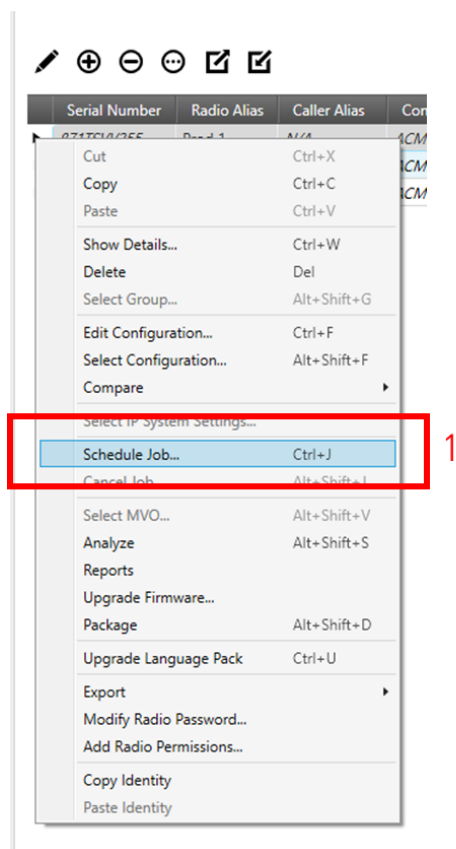 Serial Number Radio Alias Caller Alias Con
Cut Ctrl+X
Copy Ctrl+C
Paste Ctrl+V
Show Details... Ctrl+W
Delete Del
Select Group... Alt+Shift+G
Edit Configuration... Ctrl+F
Select Configuration... Alt+Shift+F
Compare
Select IP System Settings...
Schedule Job... Ctrl+J
1
Cancel Job
Select MVO... Alt+Shift+V
Analyze Alt+Shift+S
Reports
Upgrade Firmware...
Package Alt+Shift+D
Upgrade Language Pack Ctrl+U
Export
Modify Radio Password...
Add Radio Permissions...
Copy Identity
Paste Identity